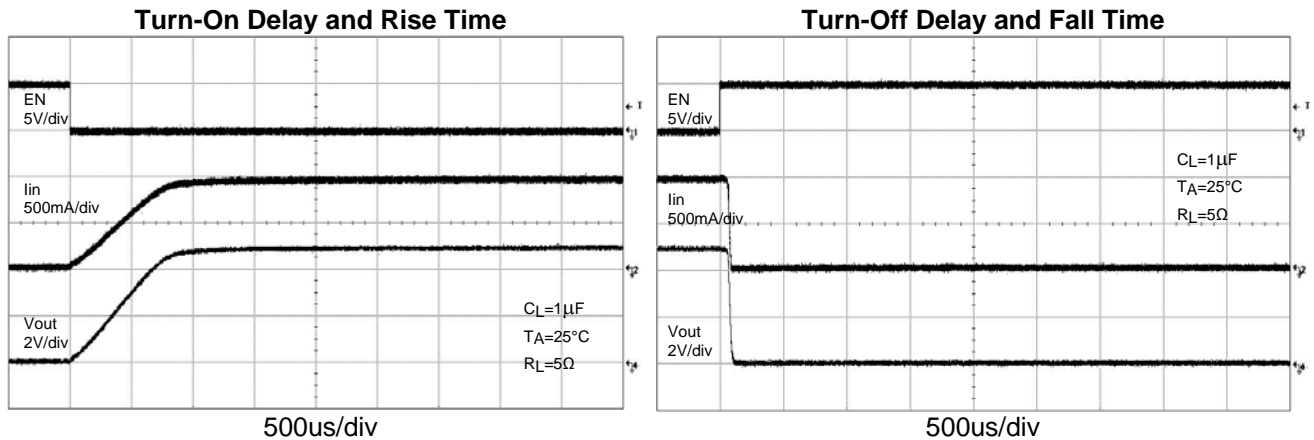 Turn-On Delay and Rise Time
EN
5V/div
Iin
500mA/div
Vout
2V/div
CL=1μF
TA=25°C
RL=5Ω
500us/div
Turn-Off Delay and Fall Time
EN
5V/div
Iin
500mA/div
Vout
2V/div
CL=1μF
TA=25°C
RL=5Ω
500us/div